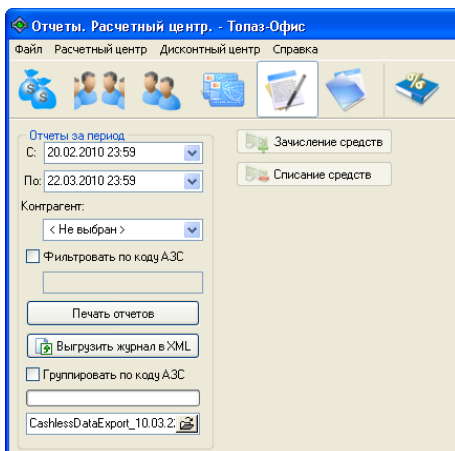 Отчеты. Расчетный центр. - Топаз-Офис
Файл Расчетный центр Дисконтный центр Справка
Отчеты за период
С: 20.02.2010 23:59
По: 22.03.2010 23:59
Контрагент:
< Не выбран >
Фильтровать по коду АЗС
Печать отчетов
Выгрузить журнал в XML
Группировать по коду АЗС
CashlessDataExport_10.03.22
Зачисление средств
Списание средств